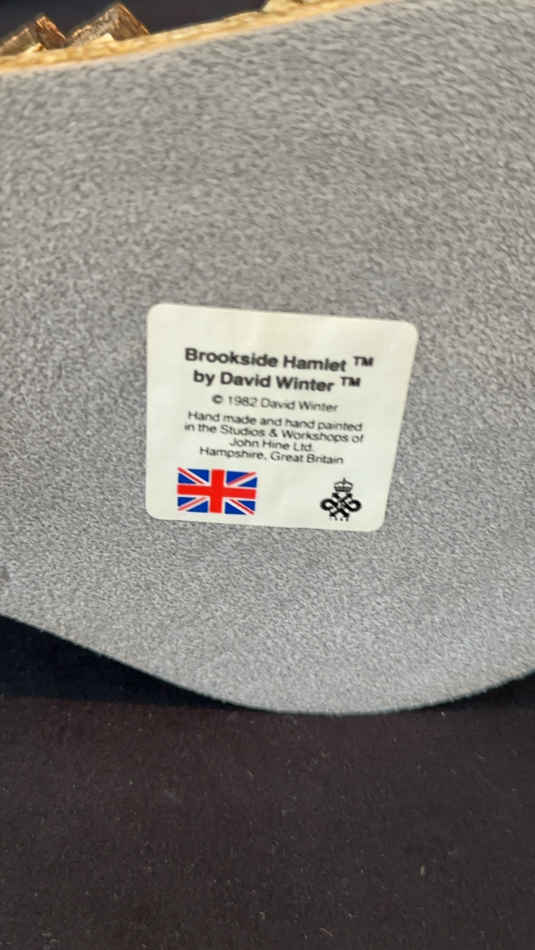 Brookside Hamlet ™
by David Winter ™
© 1982 David Winter
Hand made and hand painted
in the Studios & Workshops of
John Hine Ltd.
Hampshire, Great Britain